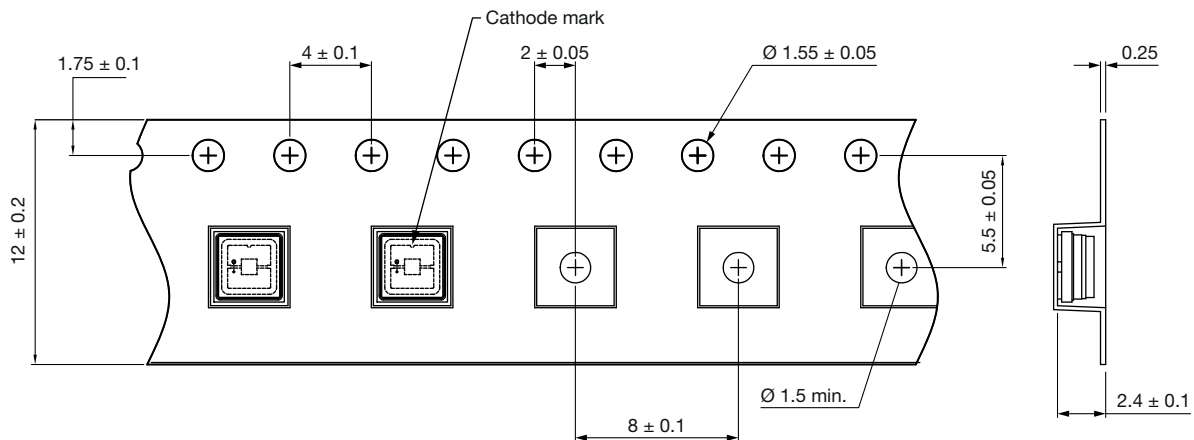 Cathode mark
1.75 ± 0.1
4 ± 0.1
2 ± 0.05
Ø 1.55 ± 0.05
0.25
12 ± 0.2
5.5 ± 0.05
Ø 1.5 min.
8 ± 0.1
2.4 ± 0.1